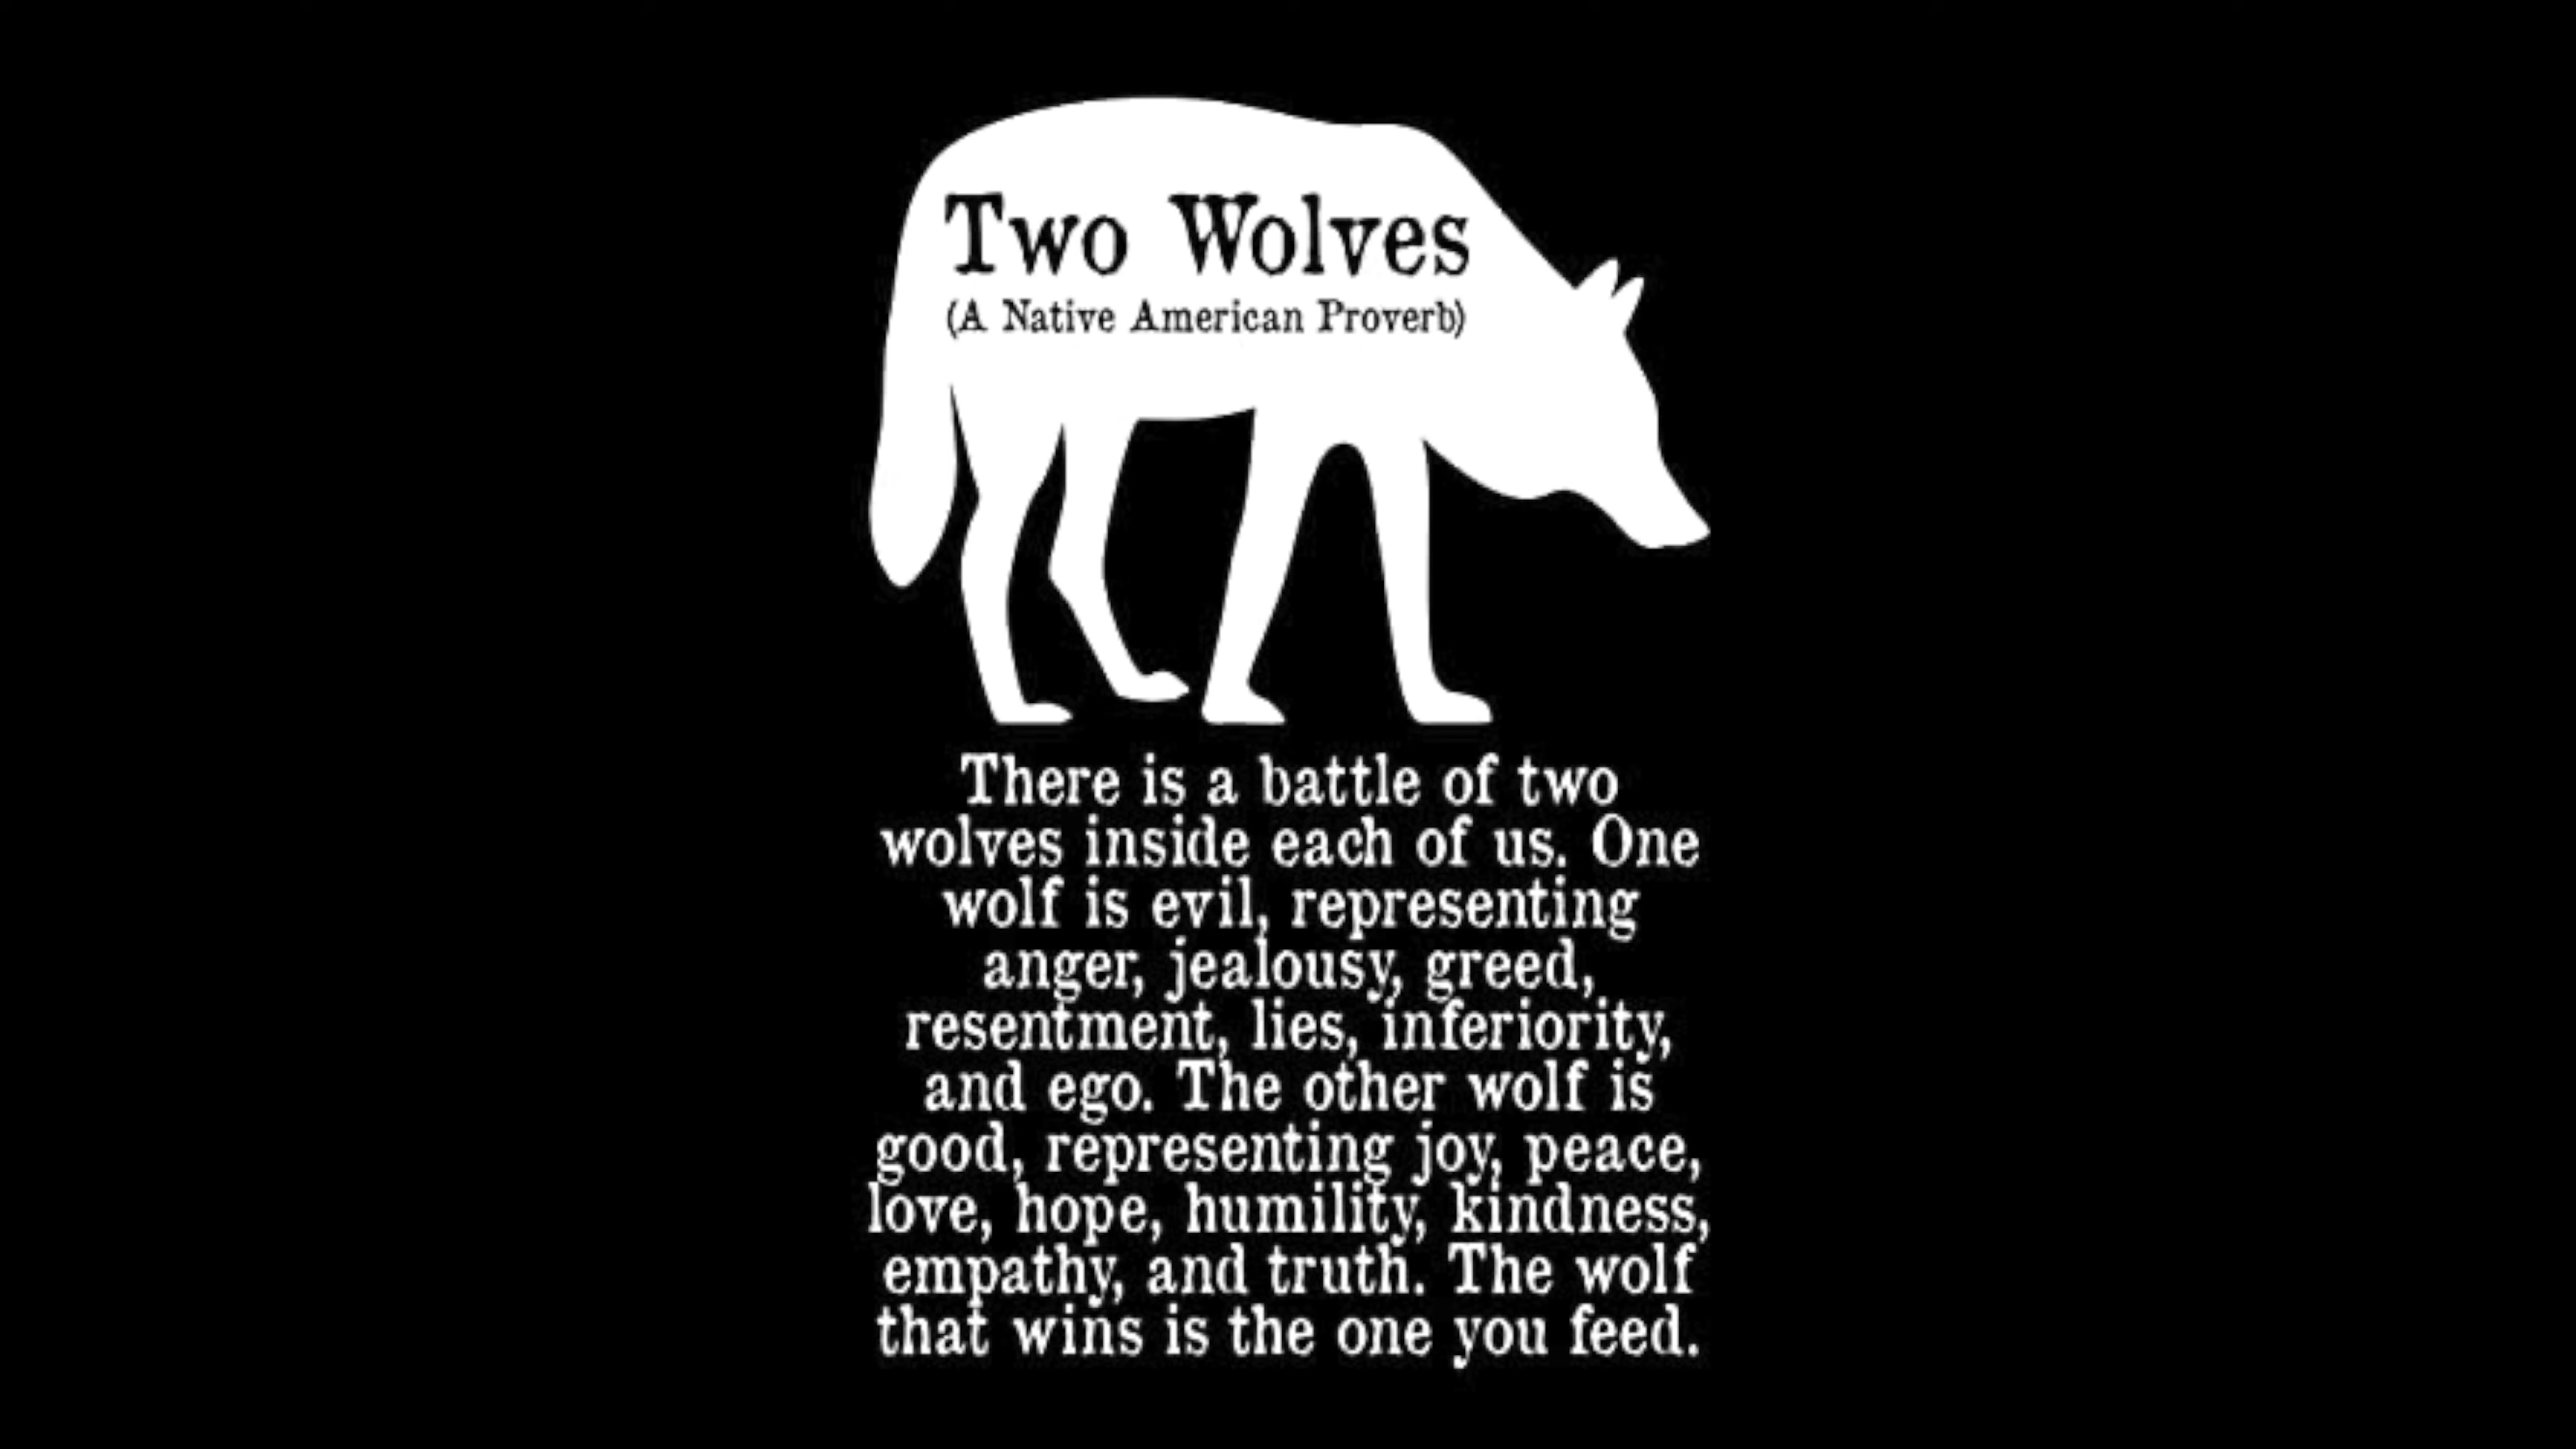 Two Wolves
(A Native American Proverb)
There is a battle of two
wolves inside each of us. One
wolf is evil, representing
anger, jealousy, greed,
resentment, lies, inferiority,
and ego. The other wolf is
good, representing joy, peace,
love, hope, humility, kindness,
empathy, and truth. The wolf
that wins is the one you feed.